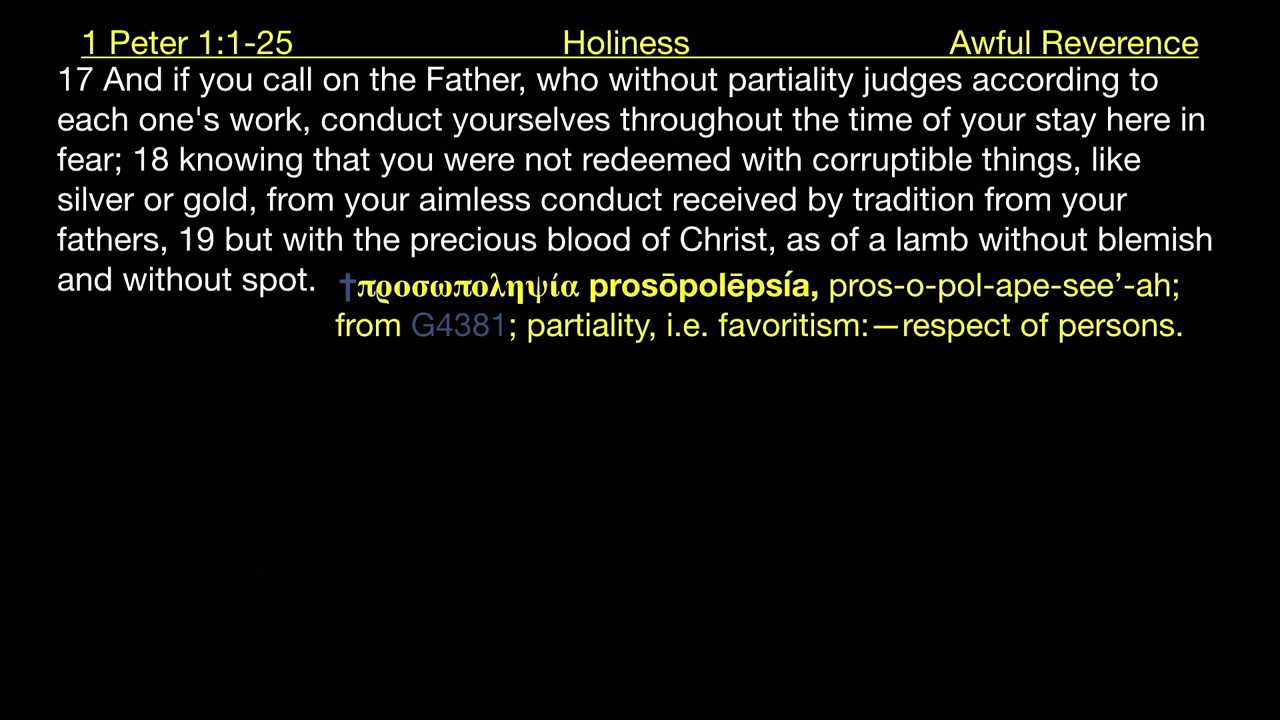 1 Peter 1:1-25 Holiness Awful Reverence
17 And if you call on the Father, who without partiality judges according to
each one's work, conduct yourselves throughout the time of your stay here in
fear; 18 knowing that you were not redeemed with corruptible things, like
silver or gold, from your aimless conduct received by tradition from your
fathers, 19 but with the precious blood of Christ, as of a lamb without blemish
and without spot.
†προσωποληψία prosōpolēpsía, pros-o-pol-ape-see’-ah;
from G4381; partiality, i.e. favoritism:—respect of persons.